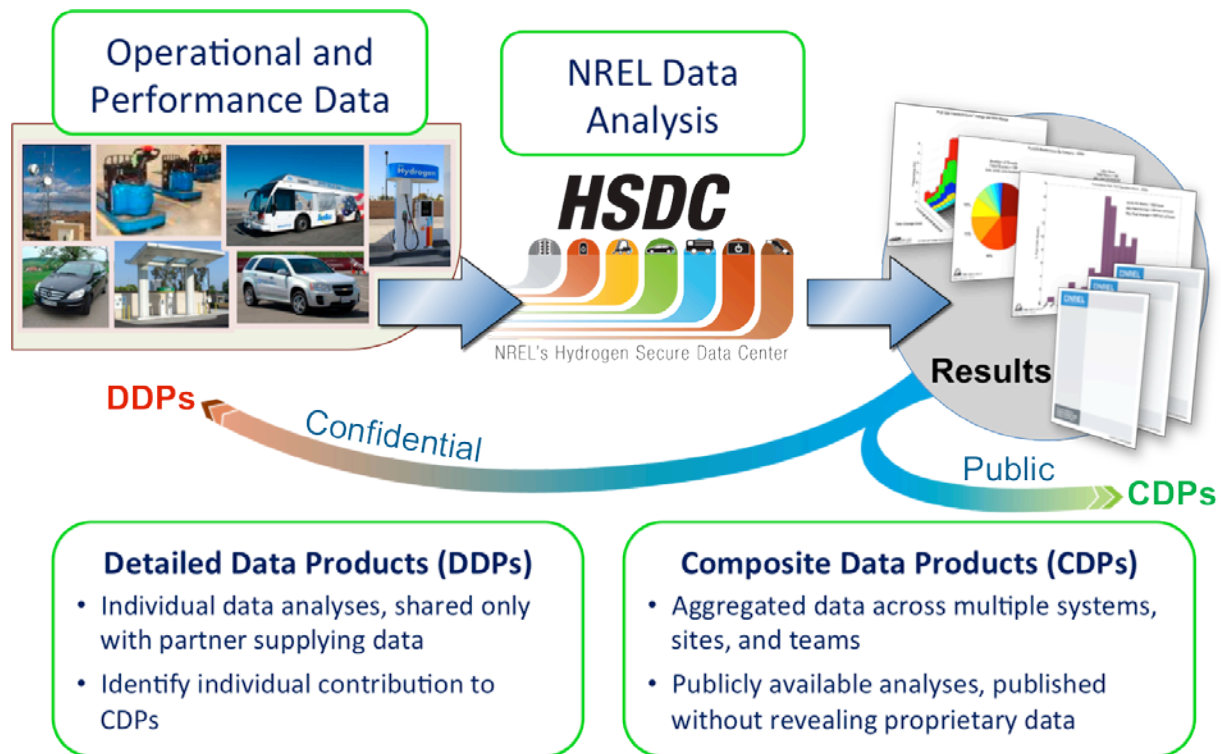 Operational and
Performance Data
NREL Data
Analysis
Hydrogen
HSDC
NREL's Hydrogen Secure Data Center
NREL
NREL
NREL
Results
DDPs
Confidential
Public
CDPs
Detailed Data Products (DDPs)
• Individual data analyses, shared only
with partner supplying data
• Identify individual contribution to
CDPs
Composite Data Products (CDPs)
• Aggregated data across multiple systems,
sites, and teams
• Publicly available analyses, published
without revealing proprietary data